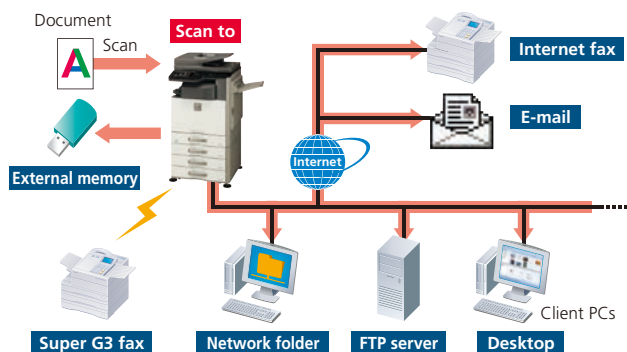 Document
Scan
A
Scan to
Internet fax
E-mail
Internet
External memory
Client PCs
Super G3 fax
Network folder
FTP server
Desktop